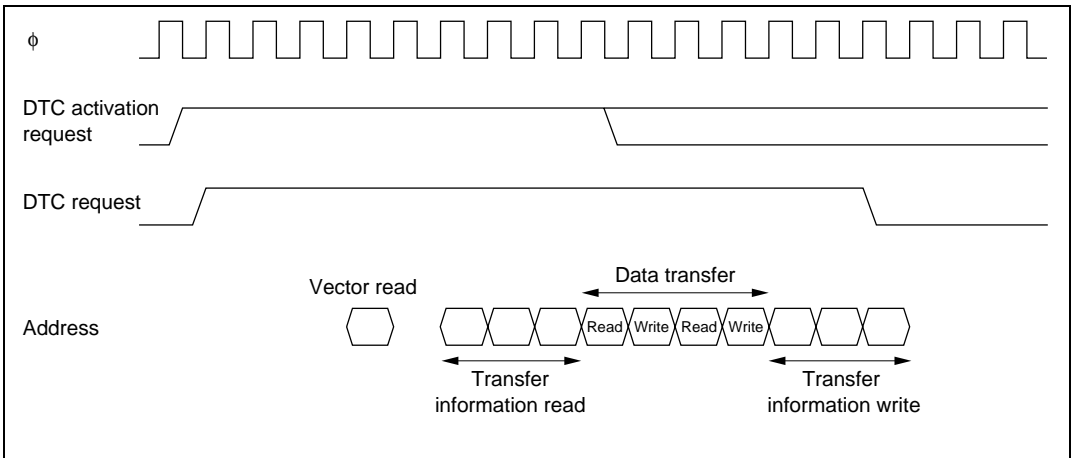 φ
DTC activation
request
DTC request
Data transfer
Vector read
Address
Read Write Read Write
Transfer
information read
Transfer
information write